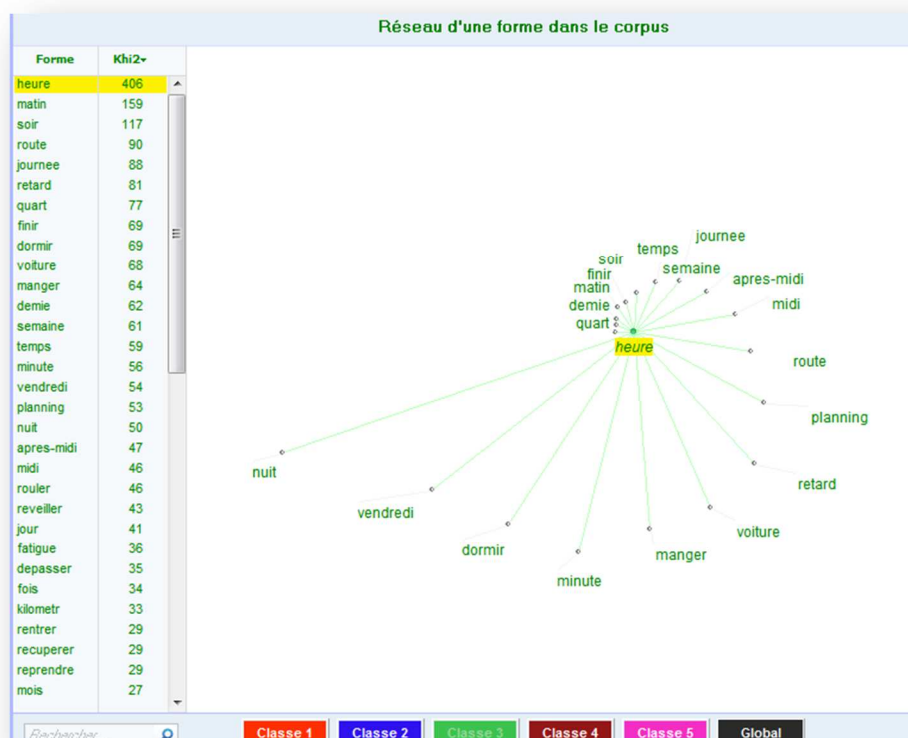 Réseau d'une forme dans le corpus
Forme Khi2
heure 406
matin 159
soir 117
route 90
journee 88
retard 81
quart 77
finir 69
dormir 69
voiture 68
manger 64
demie 62
semaine 61
temps 59
minute 56
vendredi 54
planning 53
nuit 50
apres-midi 47
midi 46
rouler 46
reveiller 43
jour 41
fatigue 36
depasser 35
fois 34
kilometr 33
rentrer 29
recuperer 29
reprendre 29
mois 27
journee
temps
soir
semaine
finir
apres-midi
matin
midi
demie
quart
heure
route
planning
nuit
retard
vendredi
voiture
dormir
manger
minute
Rechercher
Classe 1 Classe 2 Classe 3 Classe 4 Classe 5 Global